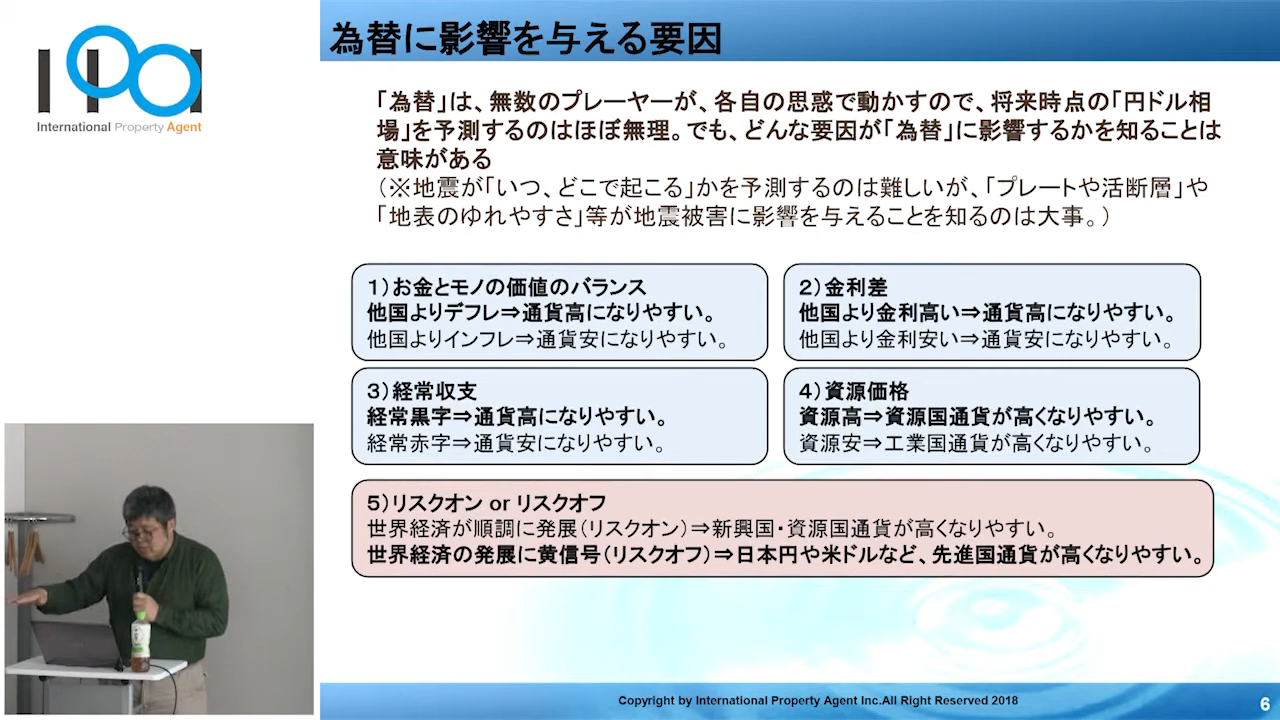 IPA
International Property Agent
為替に影響を与える要因
「為替」は、無数のプレーヤーが、各自の思惑で動かすので、将来時点の「円ドル相
場」を予測するのはほぼ無理。でも、どんな要因が「為替」に影響するかを知ることは
意味がある
（※地震が「いつ、どこで起こる」かを予測するのは難しいが、「プレートや活断層」や
「地表のゆれやすさ」等が地震被害に影響を与えることを知るのは大事。）
１）お金とモノの価値のバランス
他国よりデフレ⇒通貨高になりやすい。
他国よりインフレ⇒通貨安になりやすい。
２）金利差
他国より金利高い⇒通貨高になりやすい。
他国より金利安い⇒通貨安になりやすい。
３）経常収支
経常黒字⇒通貨高になりやすい。
経常赤字⇒通貨安になりやすい。
４）資源価格
資源高⇒資源国通貨が高くなりやすい。
資源安⇒工業国通貨が高くなりやすい。
５）リスクオン or リスクオフ
世界経済が順調に発展（リスクオン）⇒新興国・資源国通貨が高くなりやすい。
世界経済の発展に黄信号（リスクオフ）⇒日本円や米ドルなど、先進国通貨が高くなりやすい。
Copyright by International Property Agent Inc.All Right Reserved 2018
6